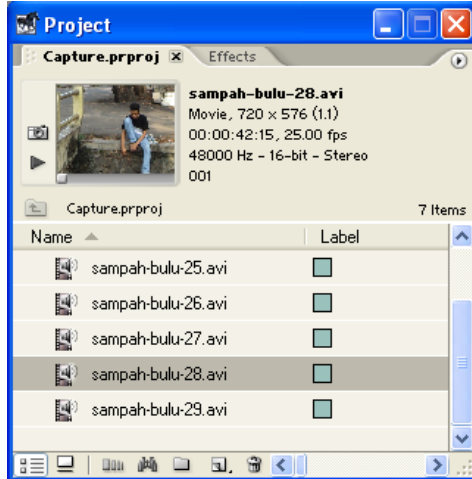 Project
Capture.prproj Effects
sampah-bulu-28.avi
Movie, 720 x 576 (1.1)
00:00:42:15, 25.00 fps
48000 Hz - 16-bit - Stereo
001
Capture.prproj 7 Items
Name Label
sampah-bulu-25.avi
sampah-bulu-26.avi
sampah-bulu-27.avi
sampah-bulu-28.avi
sampah-bulu-29.avi